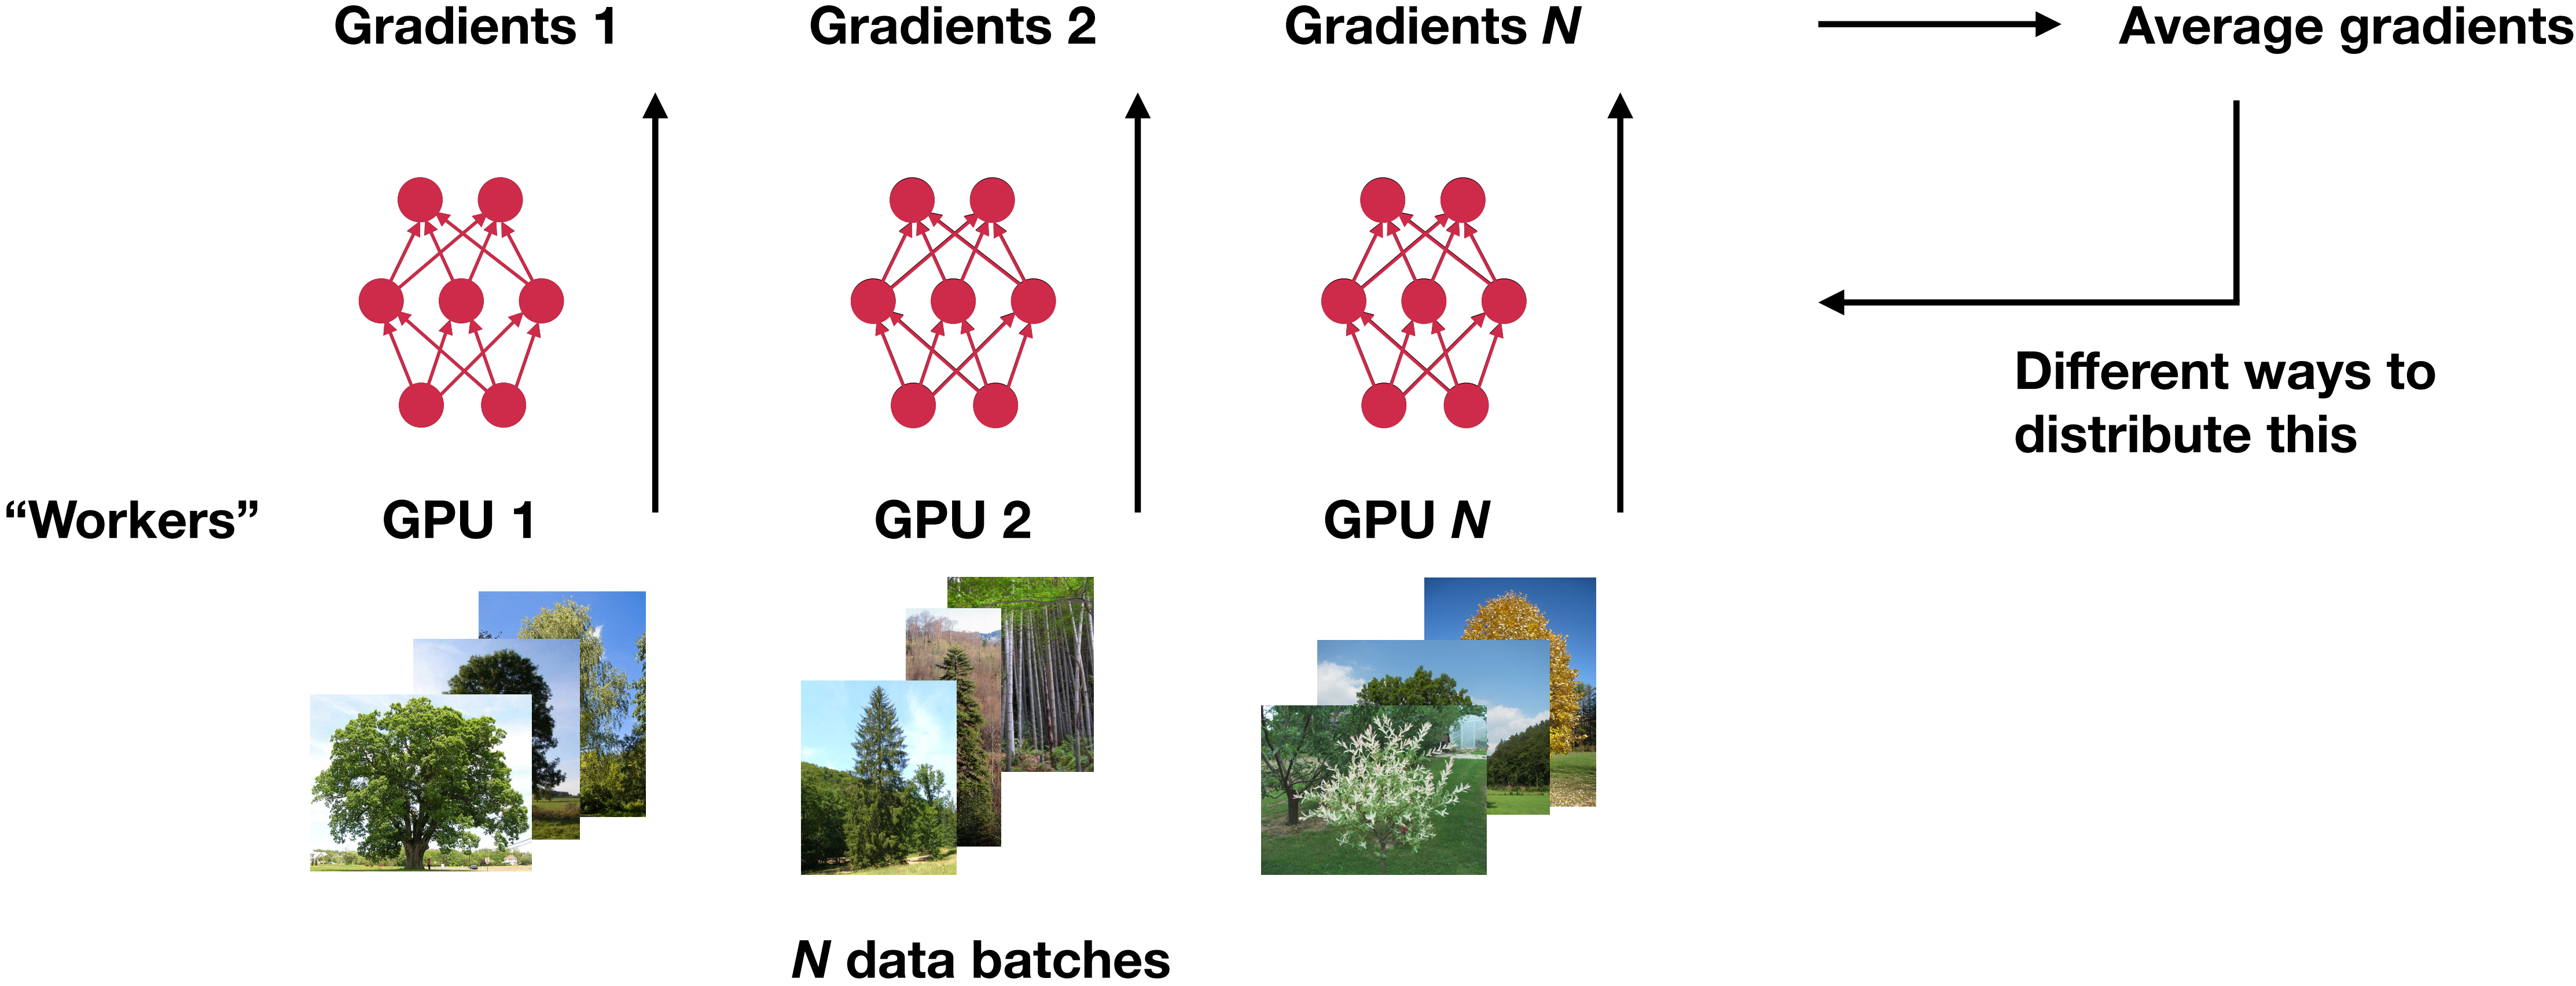 Gradients 1
Gradients 2
Gradients N
Average gradients
Different ways to
distribute this
“Workers”
GPU 1
GPU 2
GPU N
N data batches